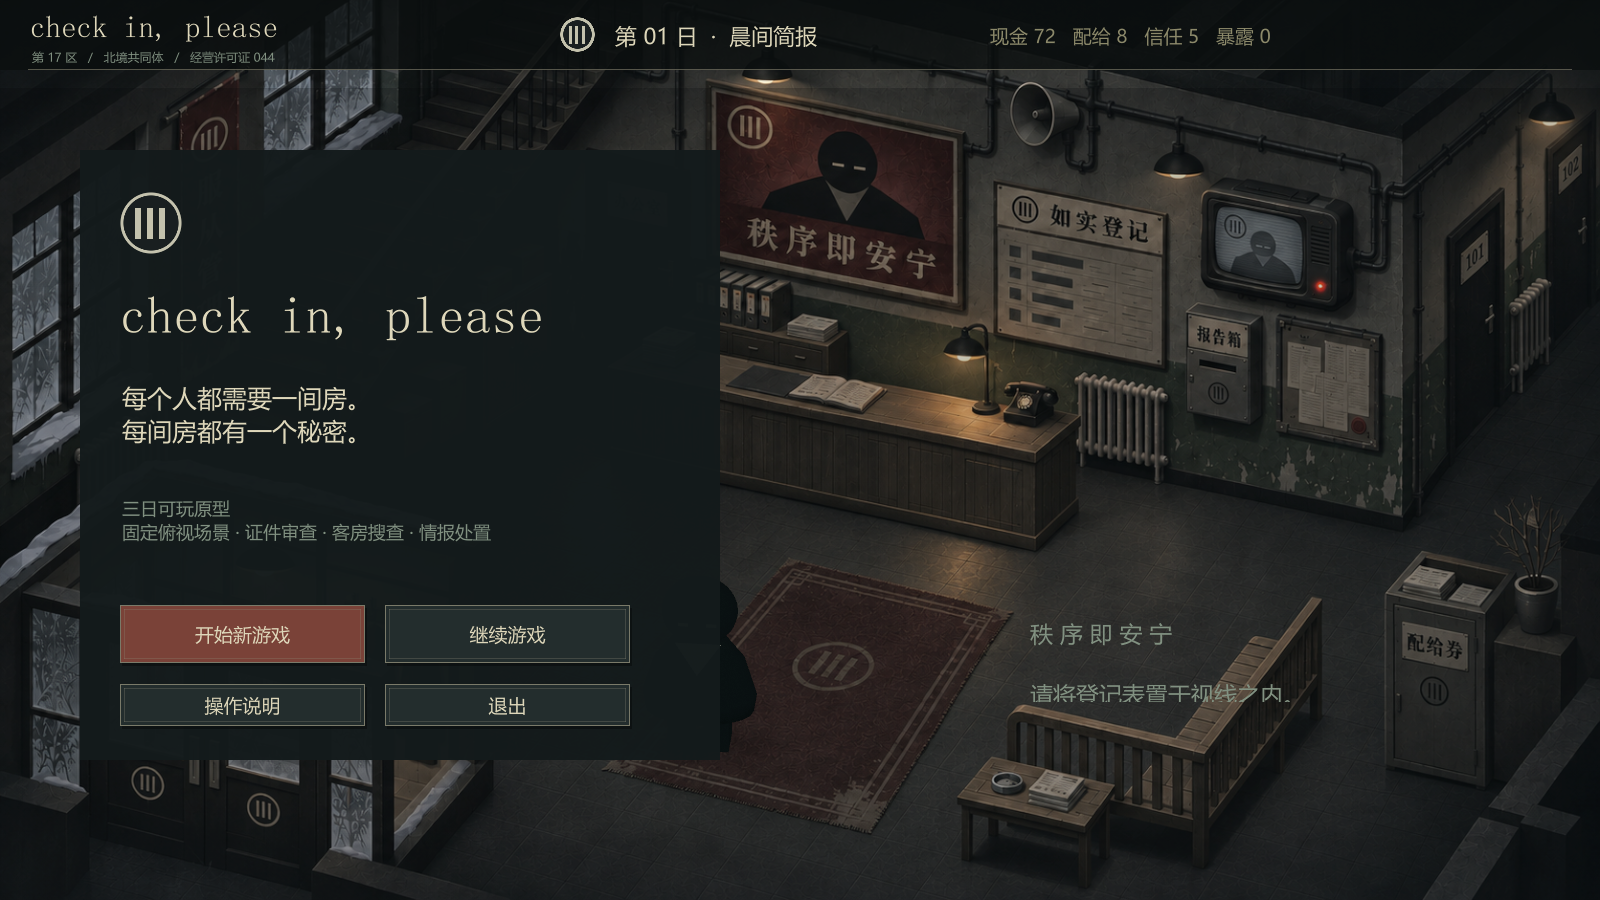 check in, please
第 17 区 / 北境共同体 / 经营许可证 044
第 01 日 · 晨间简报
现金 72 配给 8 信任 5 暴露 0
秩序即安宁
如实登记
报告箱
101
102
check in, please
每个人都需要一间房。
每间房都有一个秘密。
三日可玩原型
固定俯视场景 · 证件审查 · 客房搜查 · 情报处置
开始新游戏
继续游戏
操作说明
退出
秩序即安宁
请将登记表置于视线之内。
配给券